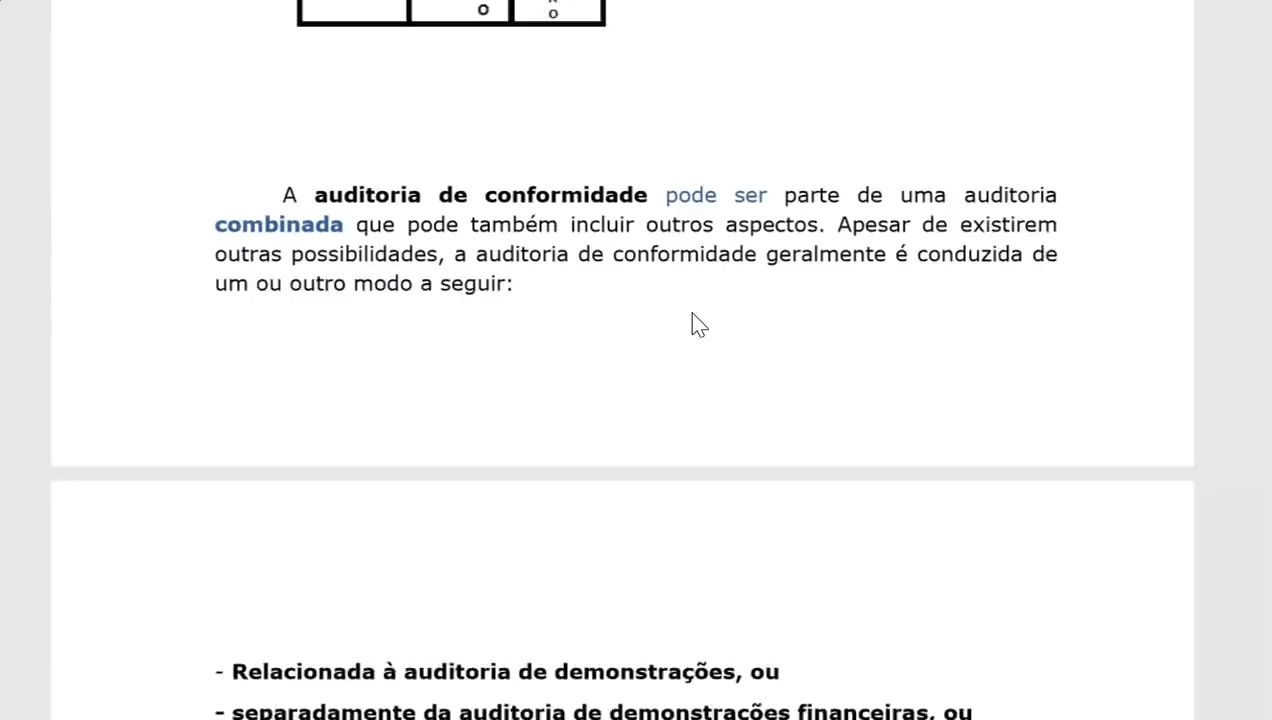 o
o
A auditoria de conformidade pode ser parte de uma auditoria
combinada que pode também incluir outros aspectos. Apesar de existirem
outras possibilidades, a auditoria de conformidade geralmente é conduzida de
um ou outro modo a seguir:
- Relacionada à auditoria de demonstrações, ou
- separadamente da auditoria de demonstrações financeiras, ou